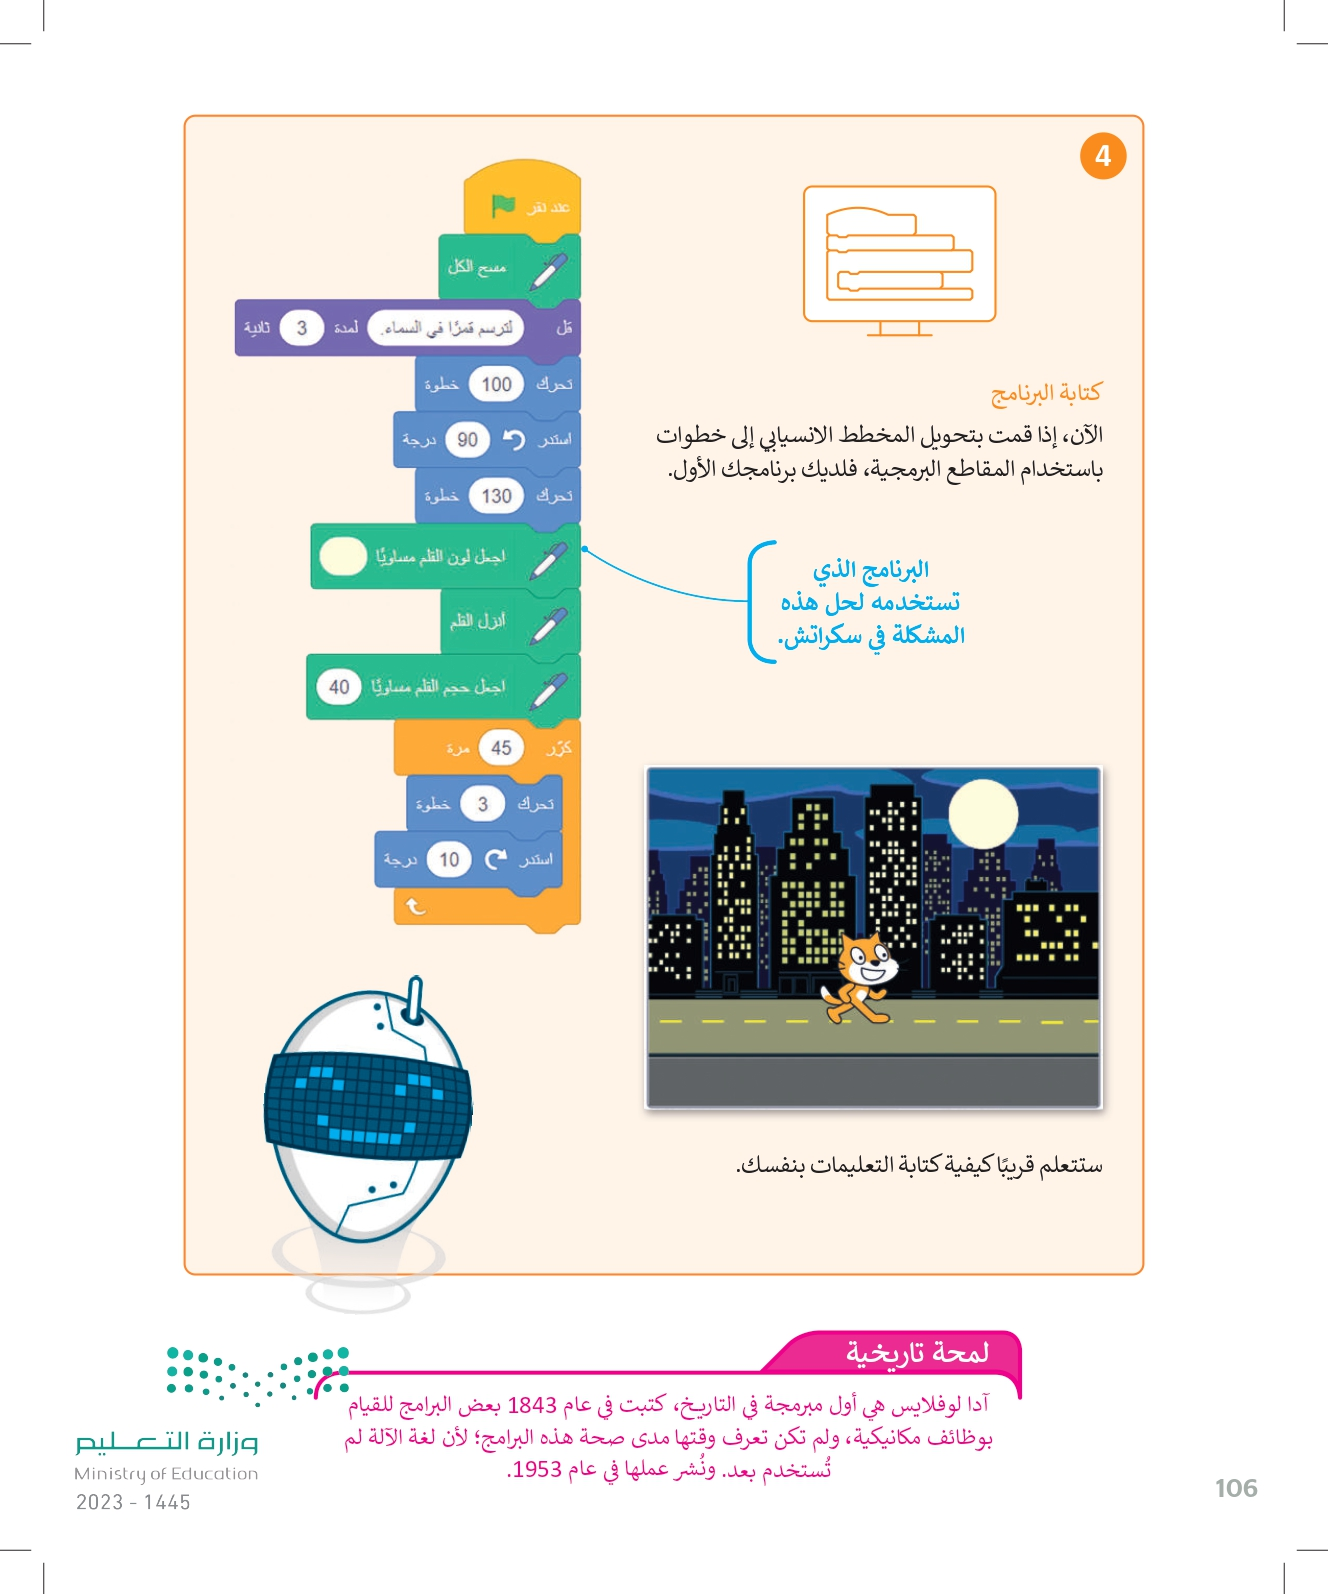 4
كتابة البرنامج
الآن، إذا قمت بتحويل المخطط الانسيابي إلى خطوات
باستخدام المقاطع البرمجية، فلديك برنامجك الأول.
البرنامج الذي
تستخدمه لحل هذه
المشكلة في سكراتش.
عند نقر
مسح الكل
قل لترسم قمرًا في السماء. لمدة 3 ثانية
تحرك 100 خطوة
استدر 90 درجة
تحرك 130 خطوة
اجعل لون القلم مساويًا
أنزل القلم
اجعل حجم القلم مساويًا 40
كرّر 45 مرة
تحرك 3 خطوة
استدر 10 درجة
ستتعلم قريبًا كيفية كتابة التعليمات بنفسك.
لمحة تاريخية
آدا لوفلايس هي أول مبرمجة في التاريخ، كتبت في عام 1843 بعض البرامج للقيام
بوظائف مكانيكية، ولم تكن تعرف وقتها مدى صحة هذه البرامج؛ لأن لغة الآلة لم
تُستخدم بعد. ونُشر عملها في عام 1953.
وزارة التعليم
Ministry of Education
2023 - 1445
106